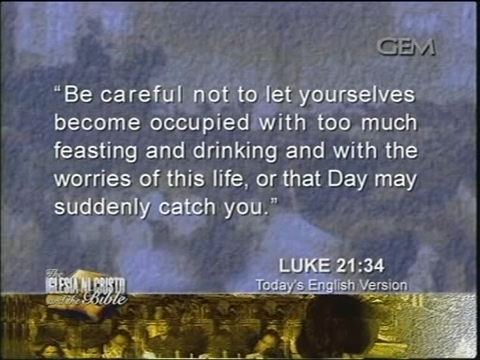 GEM
“Be careful not to let yourselves
become occupied with too much
feasting and drinking and with the
worries of this life, or that Day may
suddenly catch you.”
LUKE 21:34
Today's English Version
The
IGLESIA NI CRISTO
and the Bible